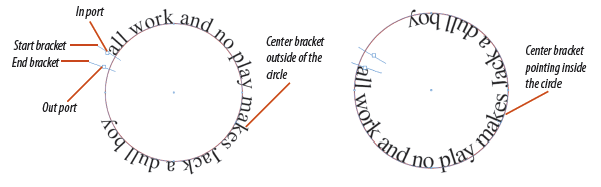 In port
Start bracket
End bracket
Out port
all work and no play makes Jack a dull boy
Center bracket
outside of the
circle
all work and no play makes Jack a dull boy
Center bracket
pointing inside
the circle